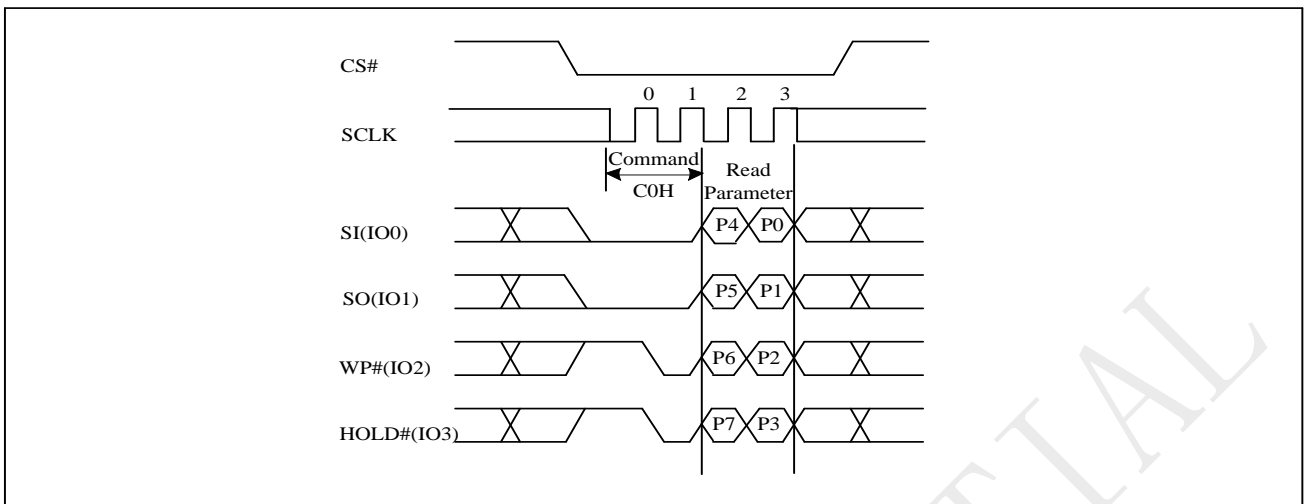 CS#
0 1 2 3
SCLK
Command
C0H
Read
Parameter
SI(IO0)
P4 P0
SO(IO1)
P5 P1
WP#(IO2)
P6 P2
HOLD#(IO3)
P7 P3
TIAL